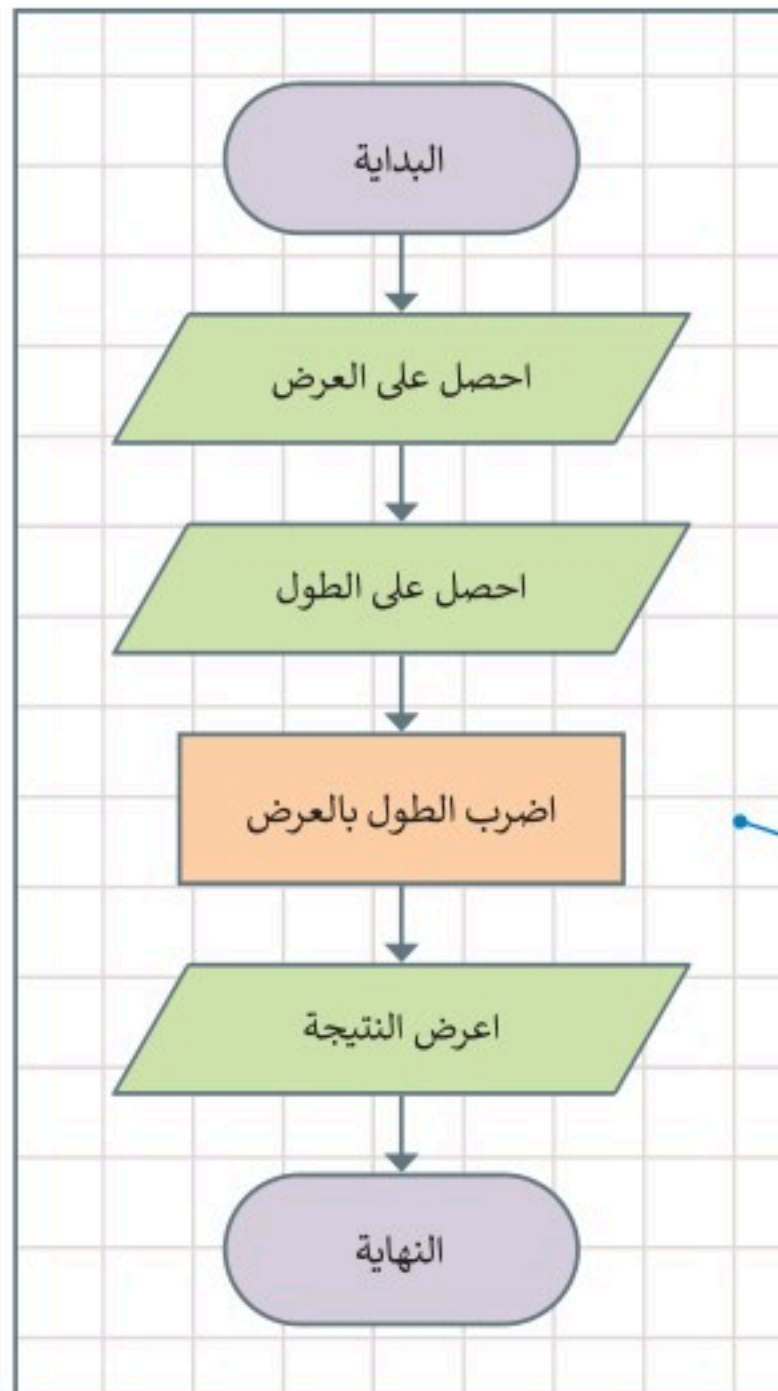 البداية
احصل على العرض
احصل على الطول
اضرب الطول بالعرض
اعرض النتيجة
النهاية